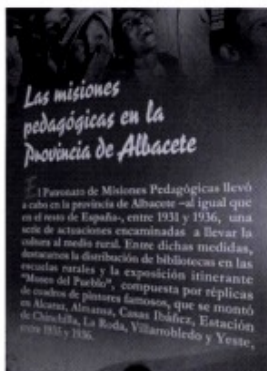 Las misiones
pedagógicas en la
Provincia de Albacete
El Patronato de Misiones Pedagógicas llevó
a cabo en la provincia de Albacete –al igual que
en el resto de España-, entre 1931 y 1936, una
serie de actuaciones encaminadas a llevar la
cultura al medio rural. Entre dichas medidas,
destacamos la distribución de bibliotecas en las
escuelas rurales y la exposición itinerante
"Museo del Pueblo", compuesta por réplicas
de cuadros de pintores famosos, que se montó
en Alcaraz, Almansa, Casas Ibáñez, Estación
de Chinchilla, La Roda, Villarrobledo y Yeste,
entre 1935 y 1936.